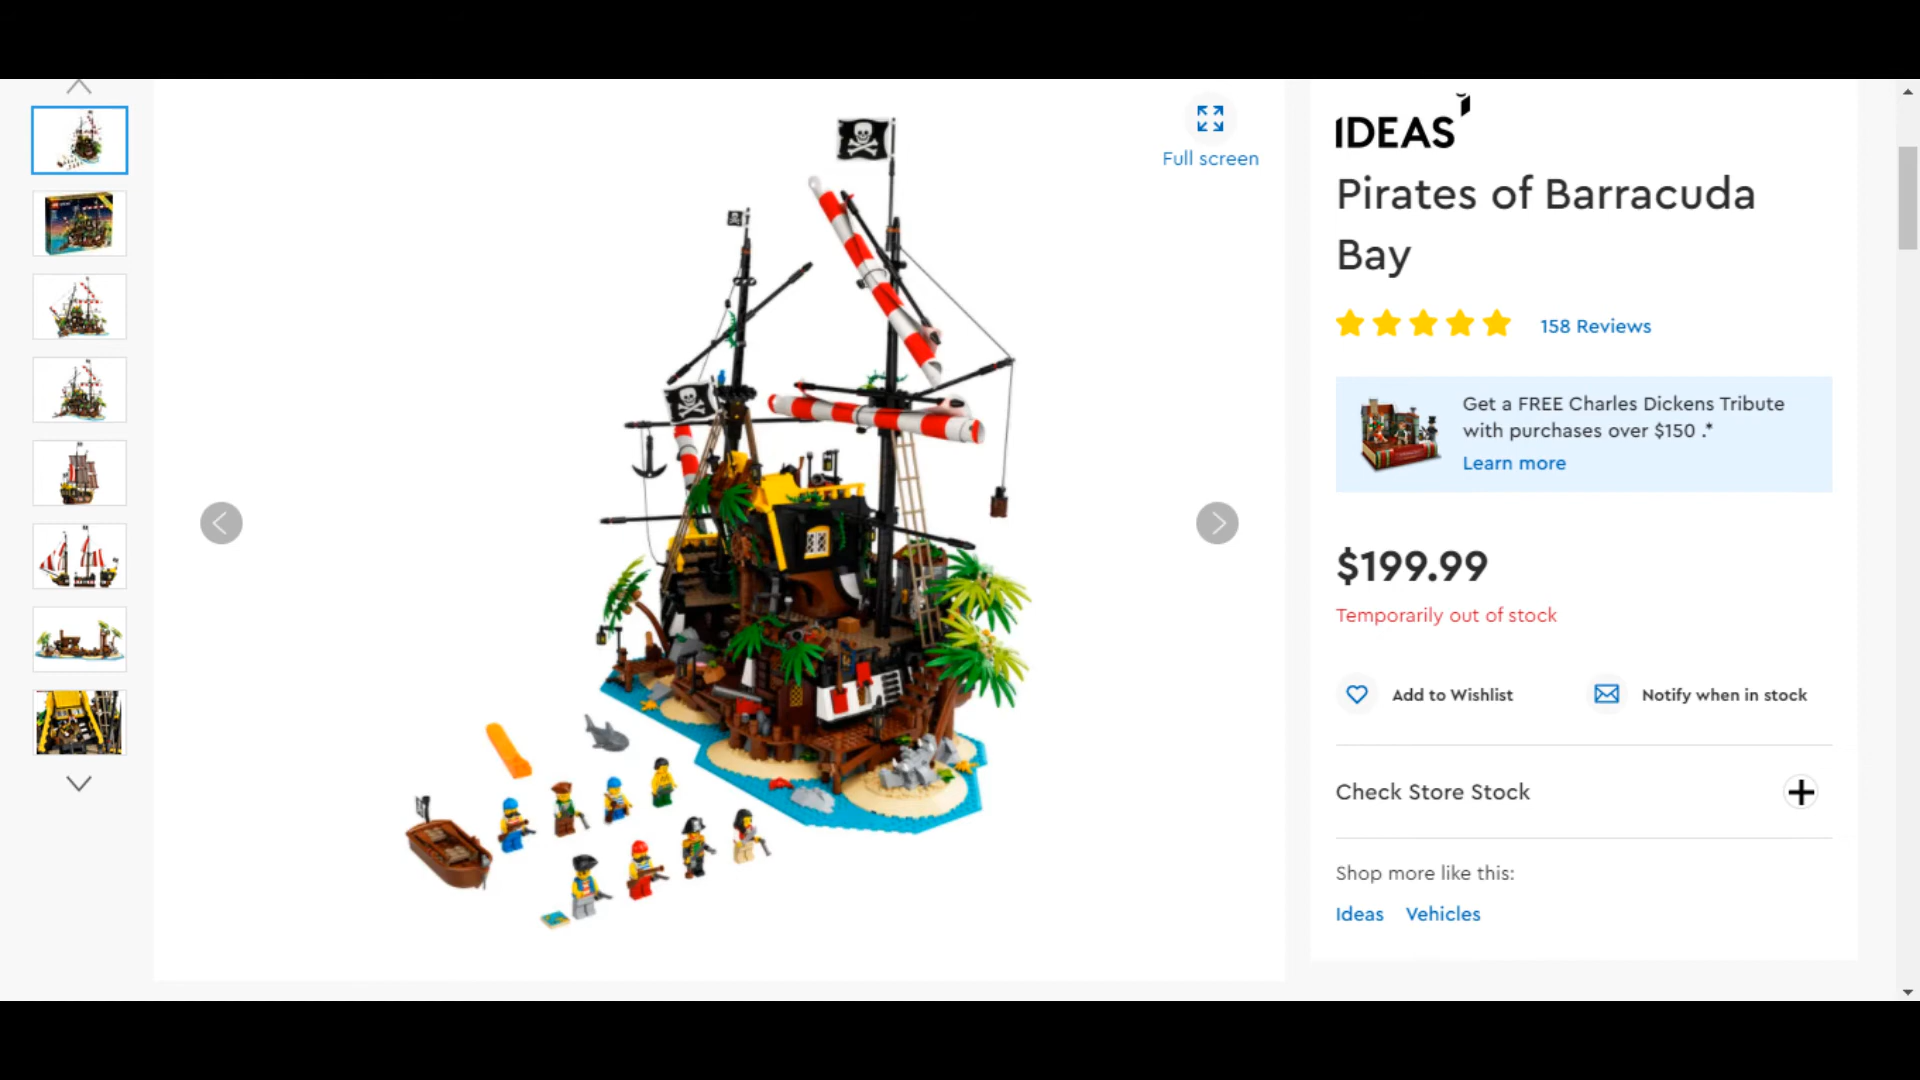 Full screen
IDEAS
Pirates of Barracuda
Bay
158 Reviews
Get a FREE Charles Dickens Tribute
with purchases over $150 .*
Learn more
$199.99
Temporarily out of stock
Add to Wishlist
Notify when in stock
Check Store Stock
Shop more like this:
Ideas Vehicles